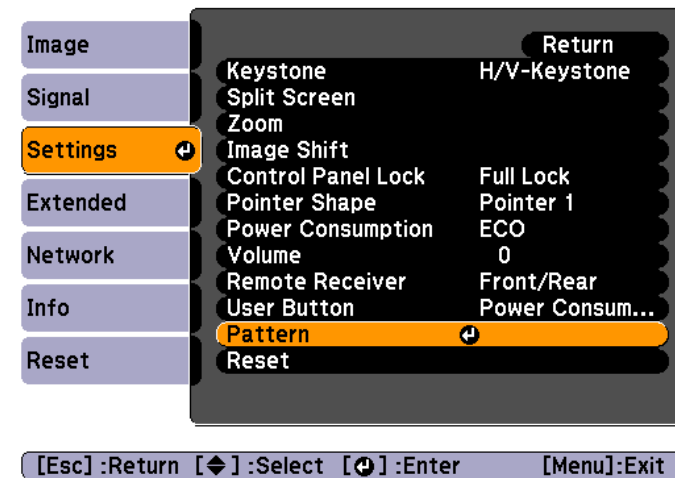 Image
Signal
Settings
Extended
Network
Info
Reset
Return
Keystone H/V-Keystone
Split Screen
Zoom
Image Shift
Control Panel Lock Full Lock
Pointer Shape Pointer 1
Power Consumption ECO
Volume 0
Remote Receiver Front/Rear
User Button Power Consum...
Pattern
Reset
[Esc] :Return [◆] :Select [↵] :Enter [Menu]:Exit